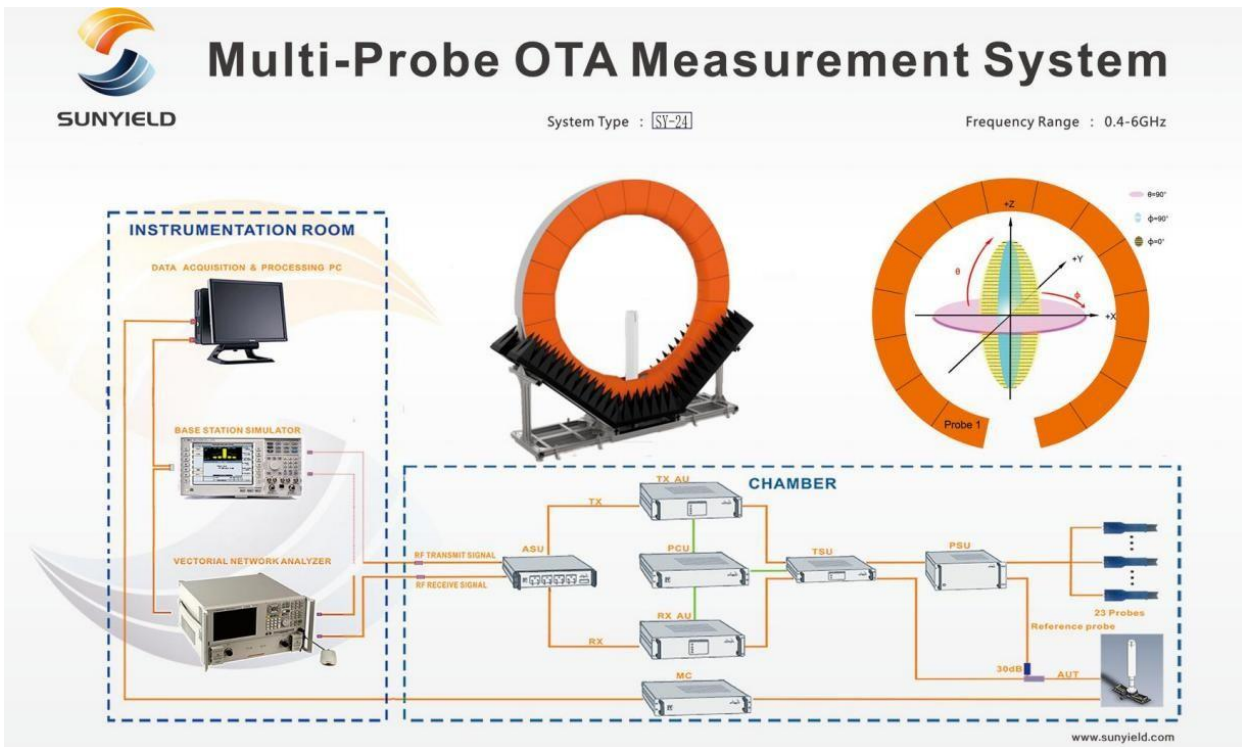 Multi-Probe OTA Measurement System
SUNYIELD
System Type : SY-24
Frequency Range : 0.4-6GHz
θ=90°
ϕ=90°
ϕ=0°
+Z
+Y
θ
ϕ
+X
Probe 1
INSTRUMENTATION ROOM
DATA ACQUISITION & PROCESSING PC
BASE STATION SIMULATOR
VECTORIAL NETWORK ANALYZER
CHAMBER
TX AU
TX
RF TRANSMIT SIGNAL
ASU
PCU
TSU
PSU
RF RECEIVE SIGNAL
RX AU
23 Probes
Reference probe
RX
MC
30dB
AUT
www.sunyield.com